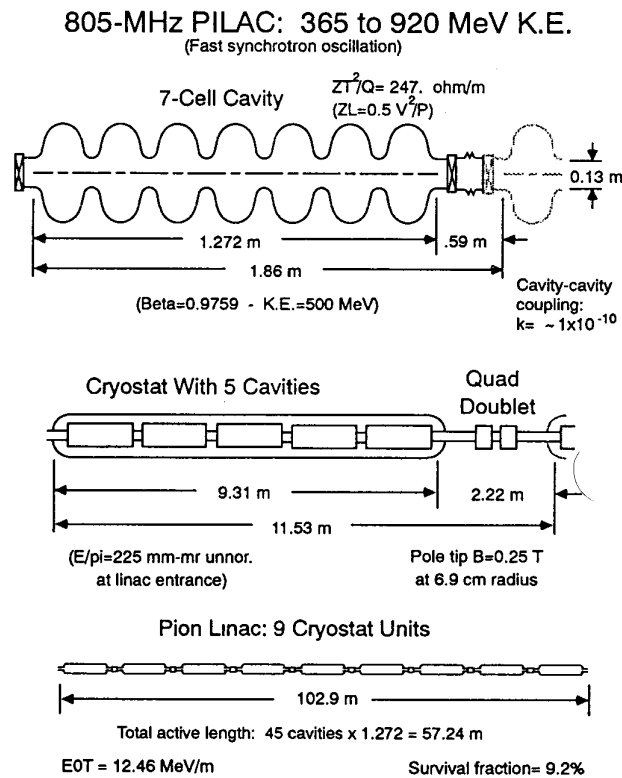 805-MHz PILAC: 365 to 920 MeV K.E.
(Fast synchrotron oscillation)
7-Cell Cavity
ZT²/Q= 247. ohm/m
(ZL=0.5 V²/P)
0.13 m
1.272 m
.59 m
1.86 m
(Beta=0.9759 - K.E.=500 MeV)
Cavity-cavity
coupling:
k= ~1x10⁻¹⁰
Cryostat With 5 Cavities
Quad
Doublet
9.31 m
2.22 m
11.53 m
(E/pi=225 mm-mr unnor.
at linac entrance)
Pole tip B=0.25 T
at 6.9 cm radius
Pion Linac: 9 Cryostat Units
102.9 m
Total active length: 45 cavities x 1.272 = 57.24 m
E0T = 12.46 MeV/m
Survival fraction= 9.2%